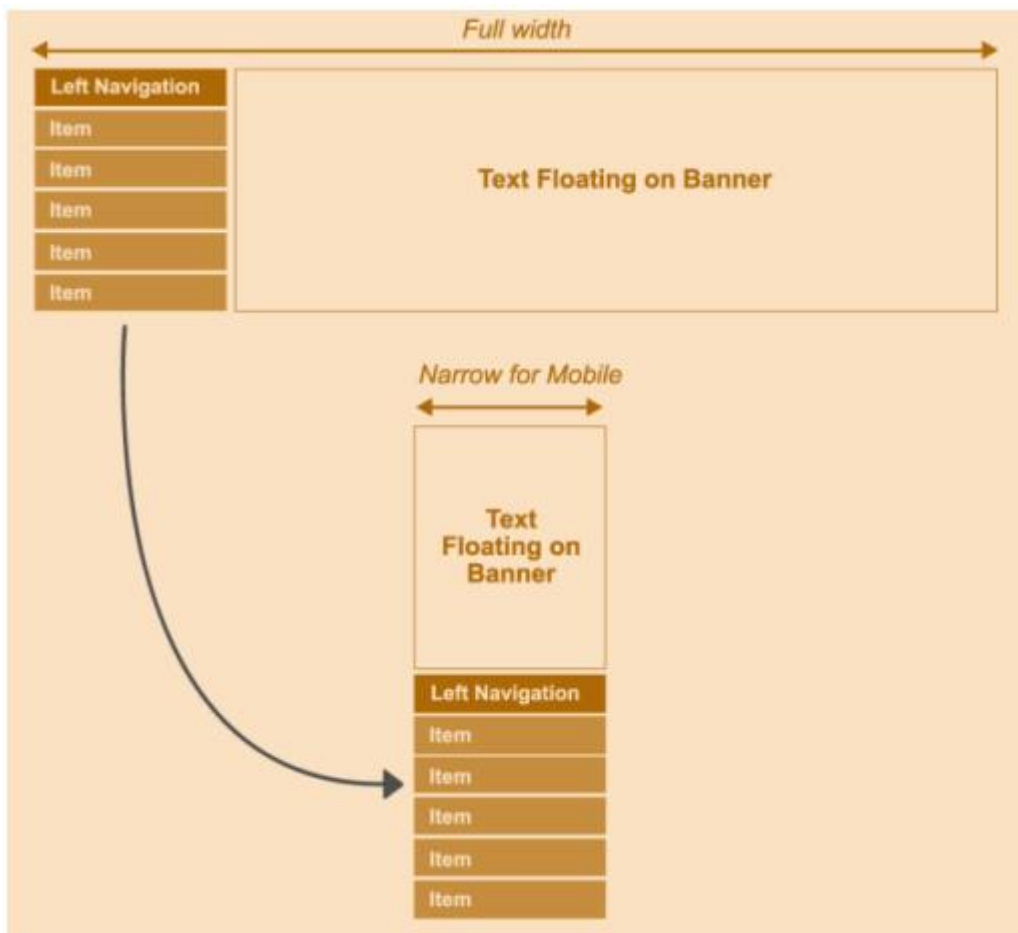 Full width
Left Navigation
Item
Item
Item
Item
Item
Text Floating on Banner
Narrow for Mobile
Text
Floating on
Banner
Left Navigation
Item
Item
Item
Item
Item